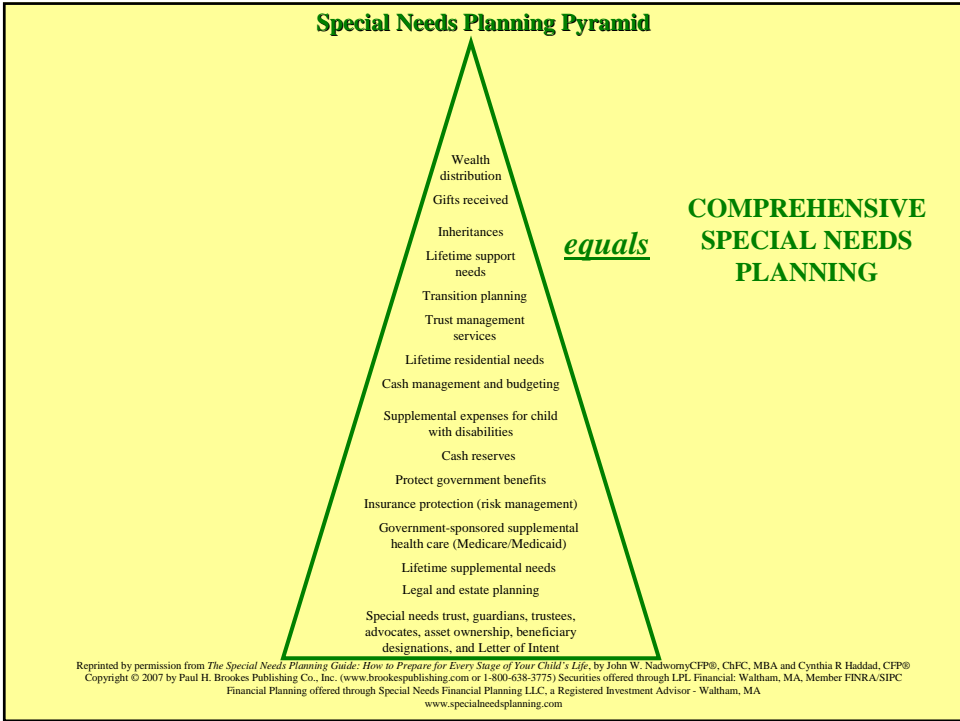 Special Needs Planning Pyramid
Wealth
distribution
Gifts received
Inheritances
Lifetime support
needs
Transition planning
Trust management
services
Lifetime residential needs
Cash management and budgeting
Supplemental expenses for child
with disabilities
Cash reserves
Protect government benefits
Insurance protection (risk management)
Government-sponsored supplemental
health care (Medicare/Medicaid)
Lifetime supplemental needs
Legal and estate planning
Special needs trust, guardians, trustees,
advocates, asset ownership, beneficiary
designations, and Letter of Intent
equals
COMPREHENSIVE
SPECIAL NEEDS
PLANNING
Reprinted by permission from The Special Needs Planning Guide: How to Prepare for Every Stage of Your Child's Life, by John W. NadwornyCFP®, ChFC, MBA and Cynthia R Haddad, CFP®
Copyright © 2007 by Paul H. Brookes Publishing Co., Inc. (www.brookespublishing.com or 1-800-638-3775) Securities offered through LPL Financial: Waltham, MA, Member FINRA/SIPC
Financial Planning offered through Special Needs Financial Planning LLC, a Registered Investment Advisor - Waltham, MA
www.specialneedsplanning.com